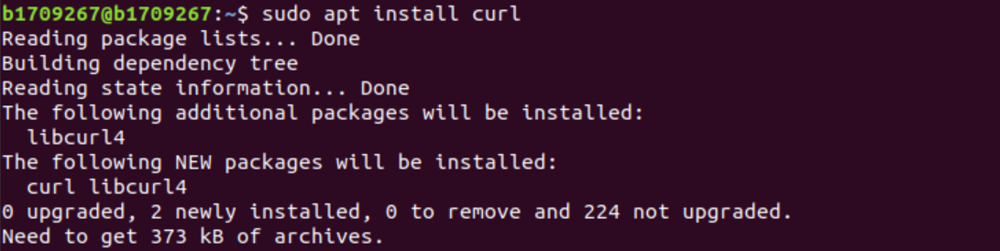 b1709267@b1709267:~$ sudo apt install curl
Reading package lists... Done
Building dependency tree
Reading state information... Done
The following additional packages will be installed:
  libcurl4
The following NEW packages will be installed:
  curl libcurl4
0 upgraded, 2 newly installed, 0 to remove and 224 not upgraded.
Need to get 373 kB of archives.